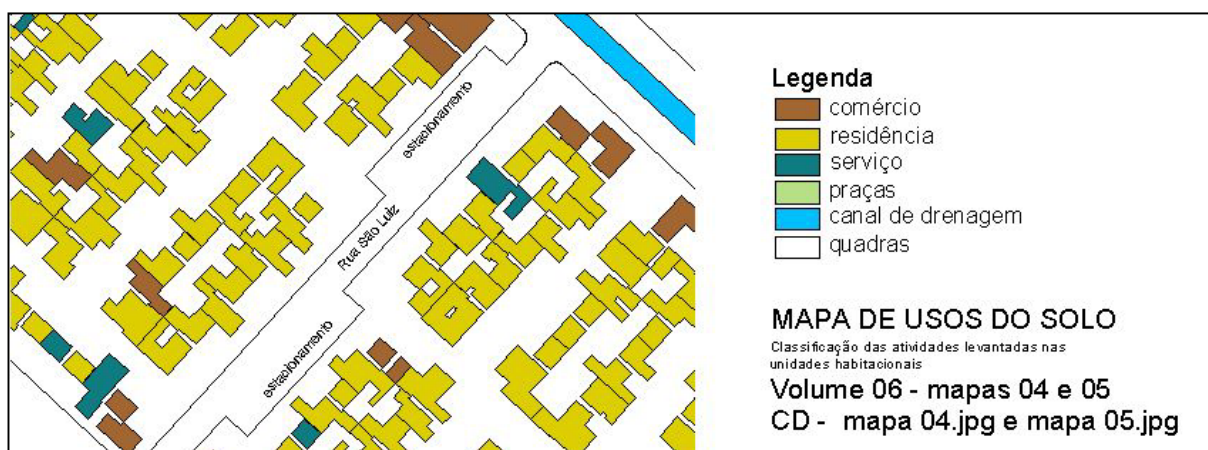 estacionamento
Rua São Luiz
estacionamento
Legenda
comércio
residência
serviço
praças
canal de drenagem
quadras
MAPA DE USOS DO SOLO
Classificação das atividades levantadas nas
unidades habitacionais
Volume 06 - mapas 04 e 05
CD - mapa 04.jpg e mapa 05.jpg